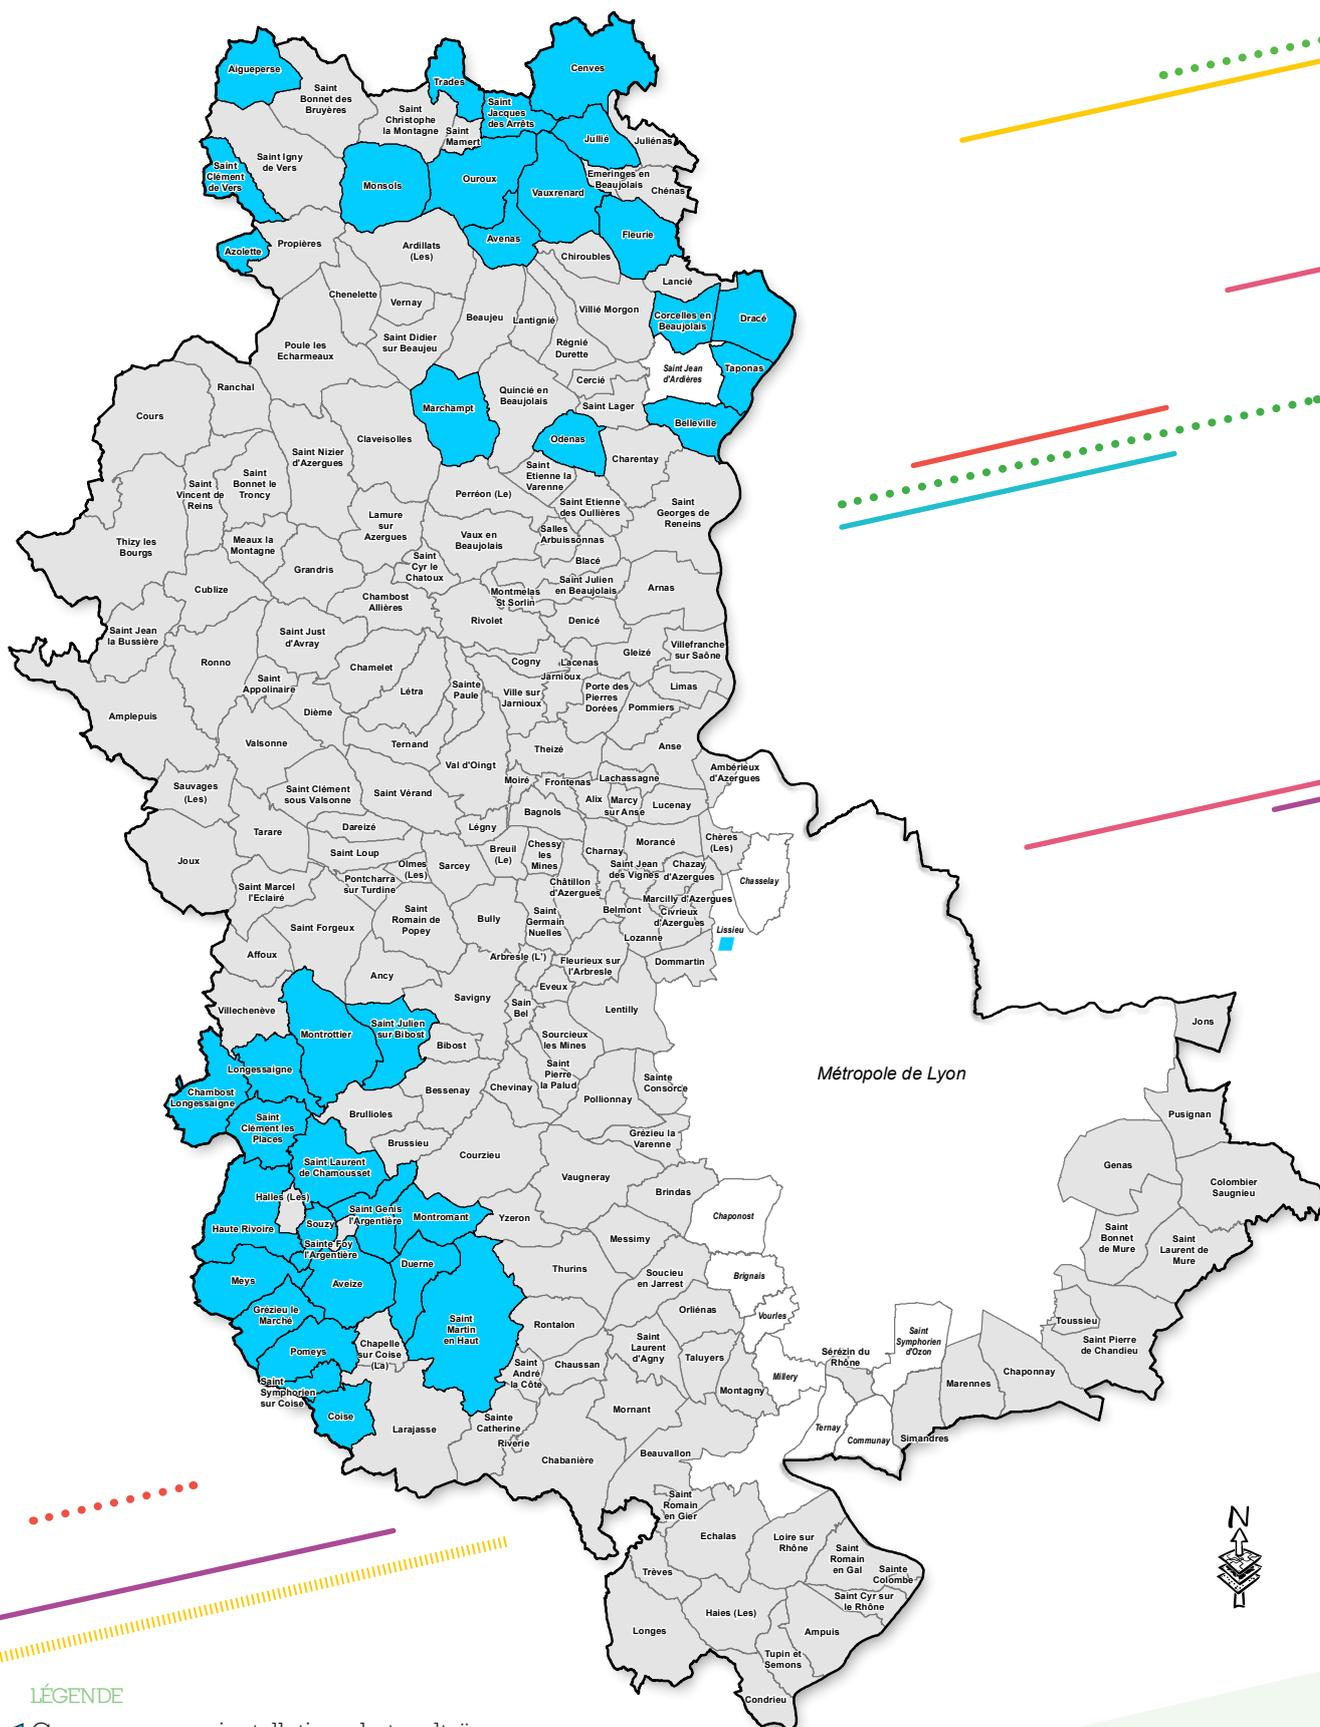 Aigueperse
Saint
Bonnet des
Bruyères
Trades
Cenves
Saint
Christophe
la Montagne
Saint
Jacques
des Arrêts
Saint
Mamert
Jullié
Juliénas
Saint Igny
de Vers
Saint
Clément
de Vers
Monsols
Ouroux
Vauxrenard
Emeringes en
Beaujolais
Chénas
Azolette
Propières
Ardillats
(Les)
Avenas
Fleurie
Chiroubles
Lancié
Chenelette
Vernay
Beaujeu
Lantignié
Villié Morgon
Corcelles en
Beaujolais
Dracé
Poule les
Echarmeaux
Saint Didier
sur Beaujeu
Régnié
Durette
Saint Jean
d'Ardières
Taponas
Ranchal
Cours
Marchampt
Quincié en
Beaujolais
Cercié
Saint Lager
Belleville
Claveisolles
Odenas
Charentay
Saint Nizier
d'Azergues
Saint
Vincent de
Reins
Saint
Bonnet le
Troncy
Saint
Etienne la
Varenne
Perréon (Le)
Saint Etienne
des Oullières
Saint
Georges de
Reneins
Lamure
sur
Azergues
Thizy les
Bourgs
Meaux la
Montagne
Vaux en
Beaujolais
Salles
Arbuissonnas
Blacé
Saint
Cyr le
Chatoux
Grandris
Cublize
Chambost
Allières
Montmelas
St Sorlin
Saint Julien
en Beaujolais
Arnas
Rivolet
Denicé
Saint Jean
la Bussière
Saint Just
d'Avray
Ronno
Chamelet
Cogny
Lacenas
Jarnioux
Gleizé
Villefranche
sur Saône
Saint
Appolinaire
Létra
Sainte
Paule
Ville sur
Jarnioux
Porte des
Pierres
Dorées
Limas
Pommiers
Amplepuis
Dième
Valsonne
Ternand
Theizé
Anse
Val d'Oingt
Ambérieux
d'Azergues
Sauvages
(Les)
Saint Clément
sous Valsonne
Saint Vérand
Moiré
Frontenas
Lachassagne
Alix
Marcy
sur Anse
Lucenay
Bagnols
Tarare
Dareizé
Légny
Joux
Saint Loup
Olmes
(Les)
Sarcey
Breuil
(Le)
Chessy
les
Mines
Charnay
Morancé
Chères
(Les)
Saint Jean
des Vignes
Chazay
d'Azergues
Chasselay
Saint Marcel
l'Eclairé
Pontcharra
sur Turdine
Châtillon
d'Azergues
Marcilly d'Azergues
Belmont
Civrieux
d'Azergues
Saint Forgeux
Saint
Romain de
Popey
Bully
Saint
Germain
Nuelles
Lozanne
Lissieu
Affoux
Ancy
Arbresle (L')
Fleurieux sur
l'Arbresle
Dommartin
Eveux
Villechenève
Savigny
Sain
Bel
Lentilly
Montrottier
Saint Julien
sur Bibost
Bibost
Sourcieux
les Mines
Jons
Longessaigne
Chambost
Longessaigne
Bessenay
Chevinay
Saint
Pierre
la Palud
Sainte
Consorce
Pollionnay
Métropole de Lyon
Brullioles
Saint
Clément les
Places
Brussieu
Grézieu la
Varenne
Pusignan
Saint Laurent
de Chamousset
Courzieu
Vaugneray
Brindas
Genas
Colombier
Saugnieu
Halles (Les)
Haute Rivoire
Souzy
Saint Genis
l'Argentière
Montromant
Yzeron
Chaponost
Sainte Foy
l'Argentière
Messimy
Saint
Bonnet
de Mure
Saint
Laurent de
Mure
Meys
Aveize
Duerne
Thurins
Soucieu
en Jarrest
Brignais
Grézieu le
Marché
Saint
Martin
en Haut
Orliénas
Vourles
Rontalon
Toussieu
Pomeys
Chapelle
sur Coise
(La)
Saint
Laurent
d'Agny
Taluyers
Saint
Symphorien
d'Ozon
Saint Pierre
de Chandieu
Saint
Symphorien
sur Coise
Saint
André
la Côte
Chaussan
Sérézin du
Rhône
Millery
Marennes
Chaponnay
Montagny
Coise
Larajasse
Sainte
Catherine
Riverie
Mornant
Ternay
Communay
Simandres
Chabanière
Beauvallon
Saint
Romain
en Gier
Echalas
Loire sur
Rhône
Saint
Romain
en Gal
Sainte
Colombe
Trèves
Saint Cyr sur
le Rhône
Longes
Haies (Les)
Ampuis
Tupin et
Semons
Condrieu
N
LÉGENDE